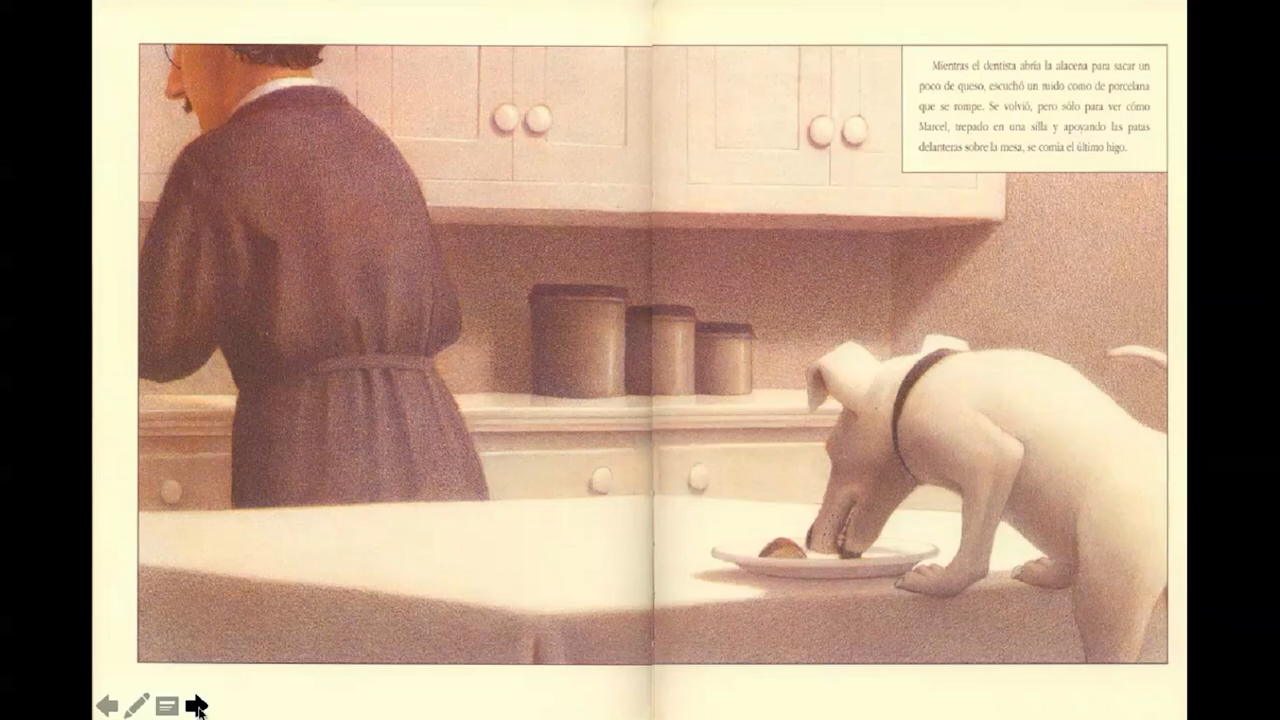 Mientras el dentista abría la alacena para sacar un
poco de queso, escuchó un ruido como de porcelana
que se rompe. Se volvió, pero sólo para ver cómo
Marcel, trepado en una silla y apoyando las patas
delanteras sobre la mesa, se comía el último higo.